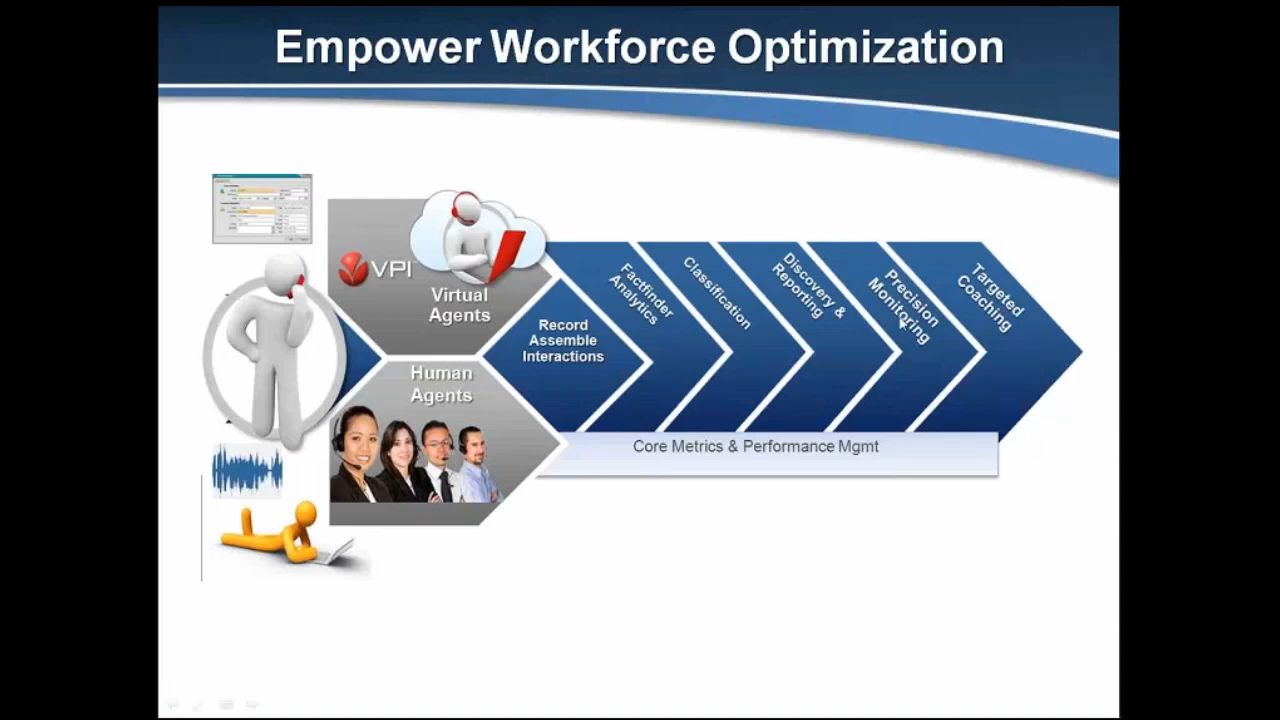 Empower Workforce Optimization
VPI
Virtual
Agents
Human
Agents
Record
Assemble
Interactions
Factfinder
Analytics
Classification
Discovery &
Reporting
Precision
Monitoring
Targeted
Coaching
Core Metrics & Performance Mgmt